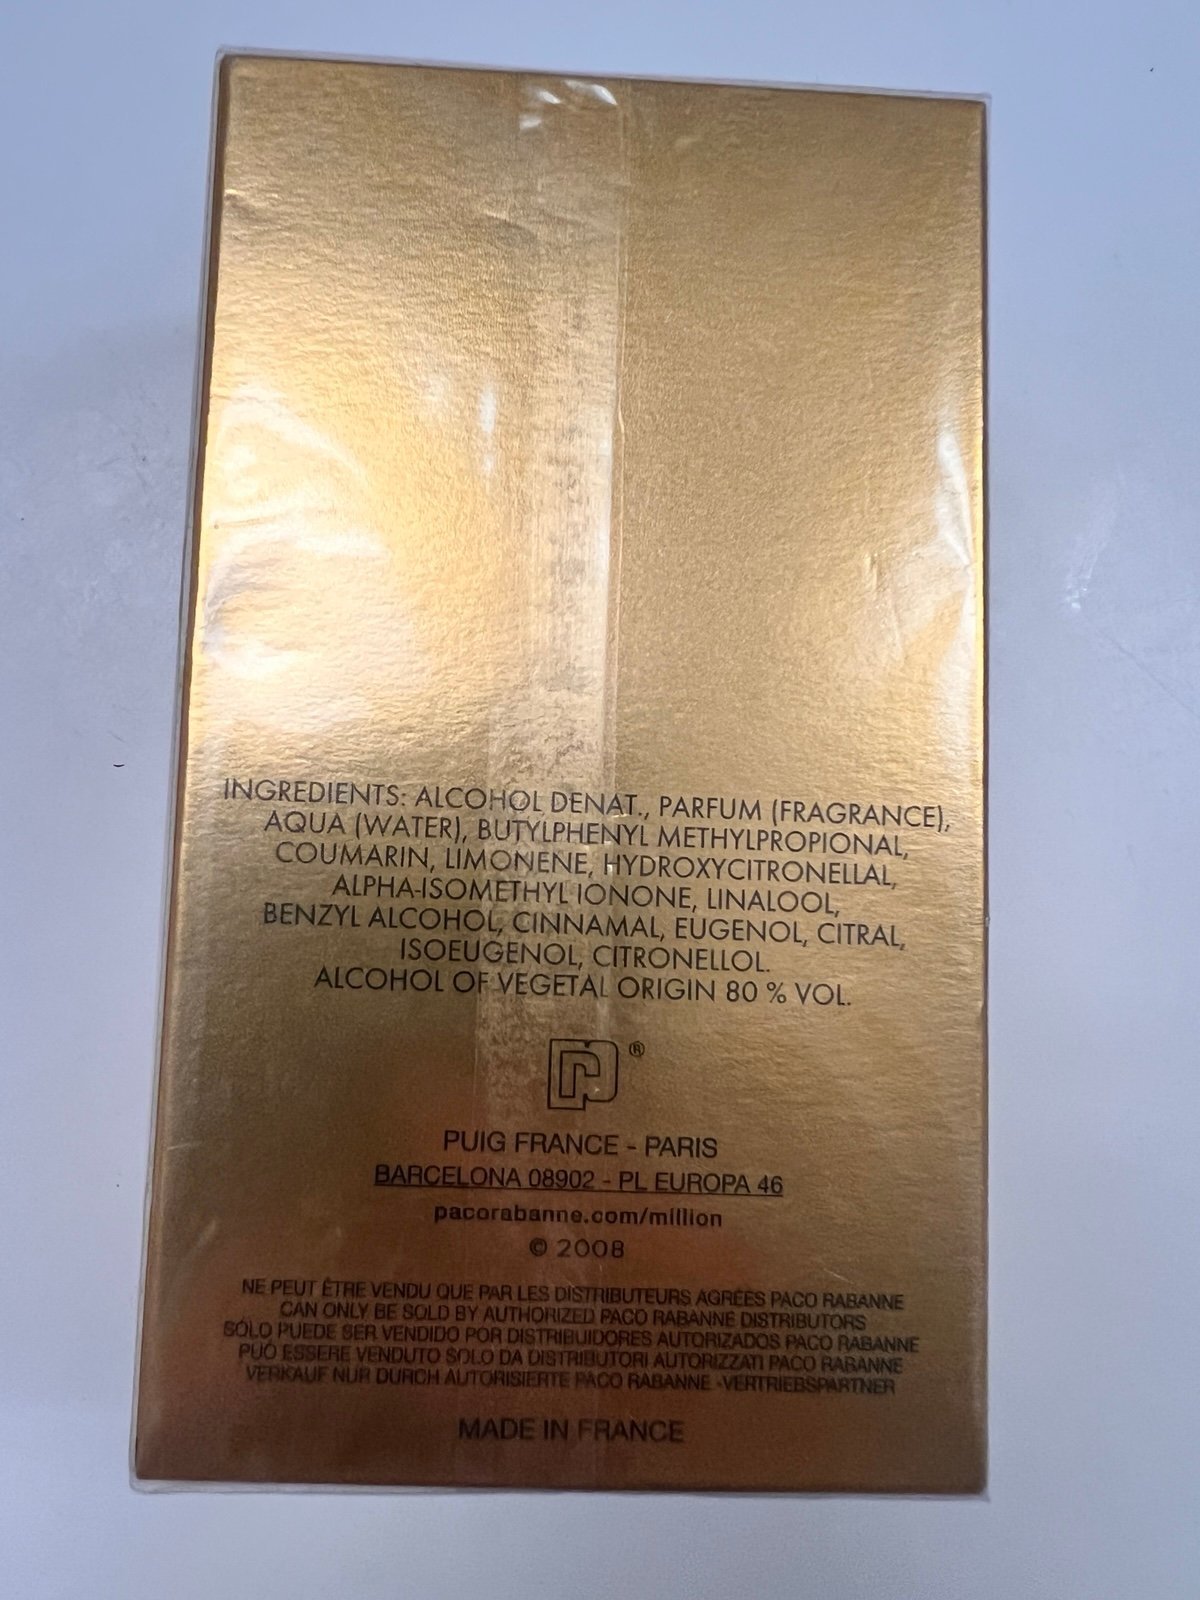 INGREDIENTS: ALCOHOL DENAT., PARFUM (FRAGRANCE),
AQUA (WATER), BUTYLPHENYL METHYLPROPIONAL,
COUMARIN, LIMONENE, HYDROXYCITRONELLAL,
ALPHA-ISOMETHYL IONONE, LINALOOL,
BENZYL ALCOHOL, CINNAMAL, EUGENOL, CITRAL,
ISOEUGENOL, CITRONELLOL.
ALCOHOL OF VEGETAL ORIGIN 80 % VOL.
®
PUIG FRANCE - PARIS
BARCELONA 08902 - PL EUROPA 46
pacorabanne.com/million
© 2008
NE PEUT ÊTRE VENDU QUE PAR LES DISTRIBUTEURS AGRÉES PACO RABANNE
CAN ONLY BE SOLD BY AUTHORIZED PACO RABANNE DISTRIBUTORS
SÓLO PUEDE SER VENDIDO POR DISTRIBUIDORES AUTORIZADOS PACO RABANNE
PUÒ ESSERE VENDUTO SOLO DA DISTRIBUTORI AUTORIZZATI PACO RABANNE
VERKAUF NUR DURCH AUTORISIERTE PACO RABANNE -VERTRIEBSPARTNER
MADE IN FRANCE